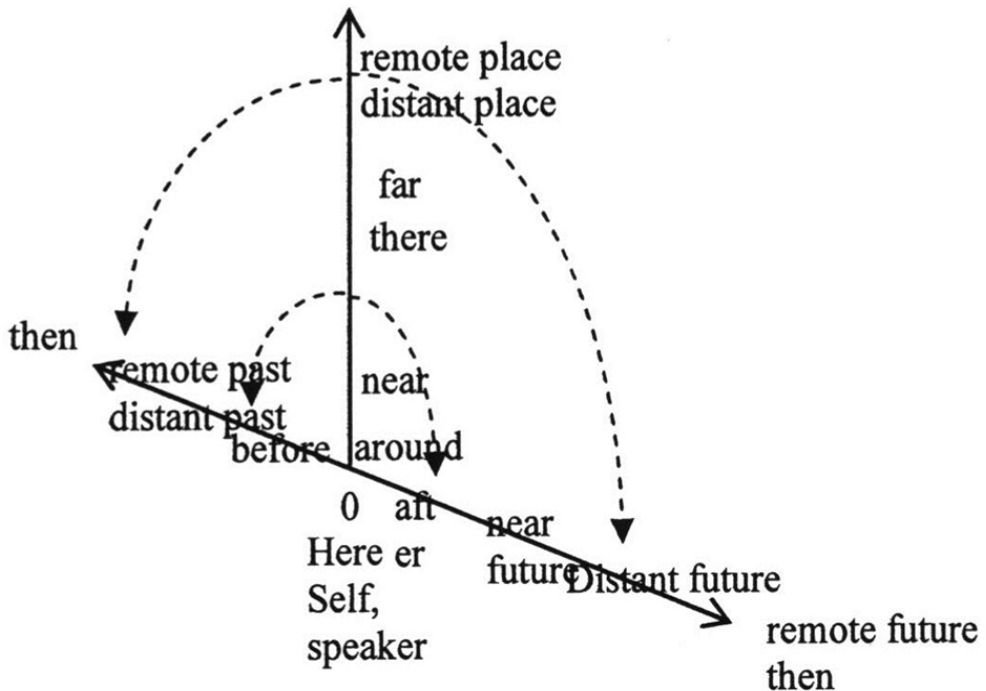 remote place
distant place
far
there
then
remote past
distant past
near
before
around
0
aft
er
near
future
Here
Self,
speaker
Distant future
remote future
then